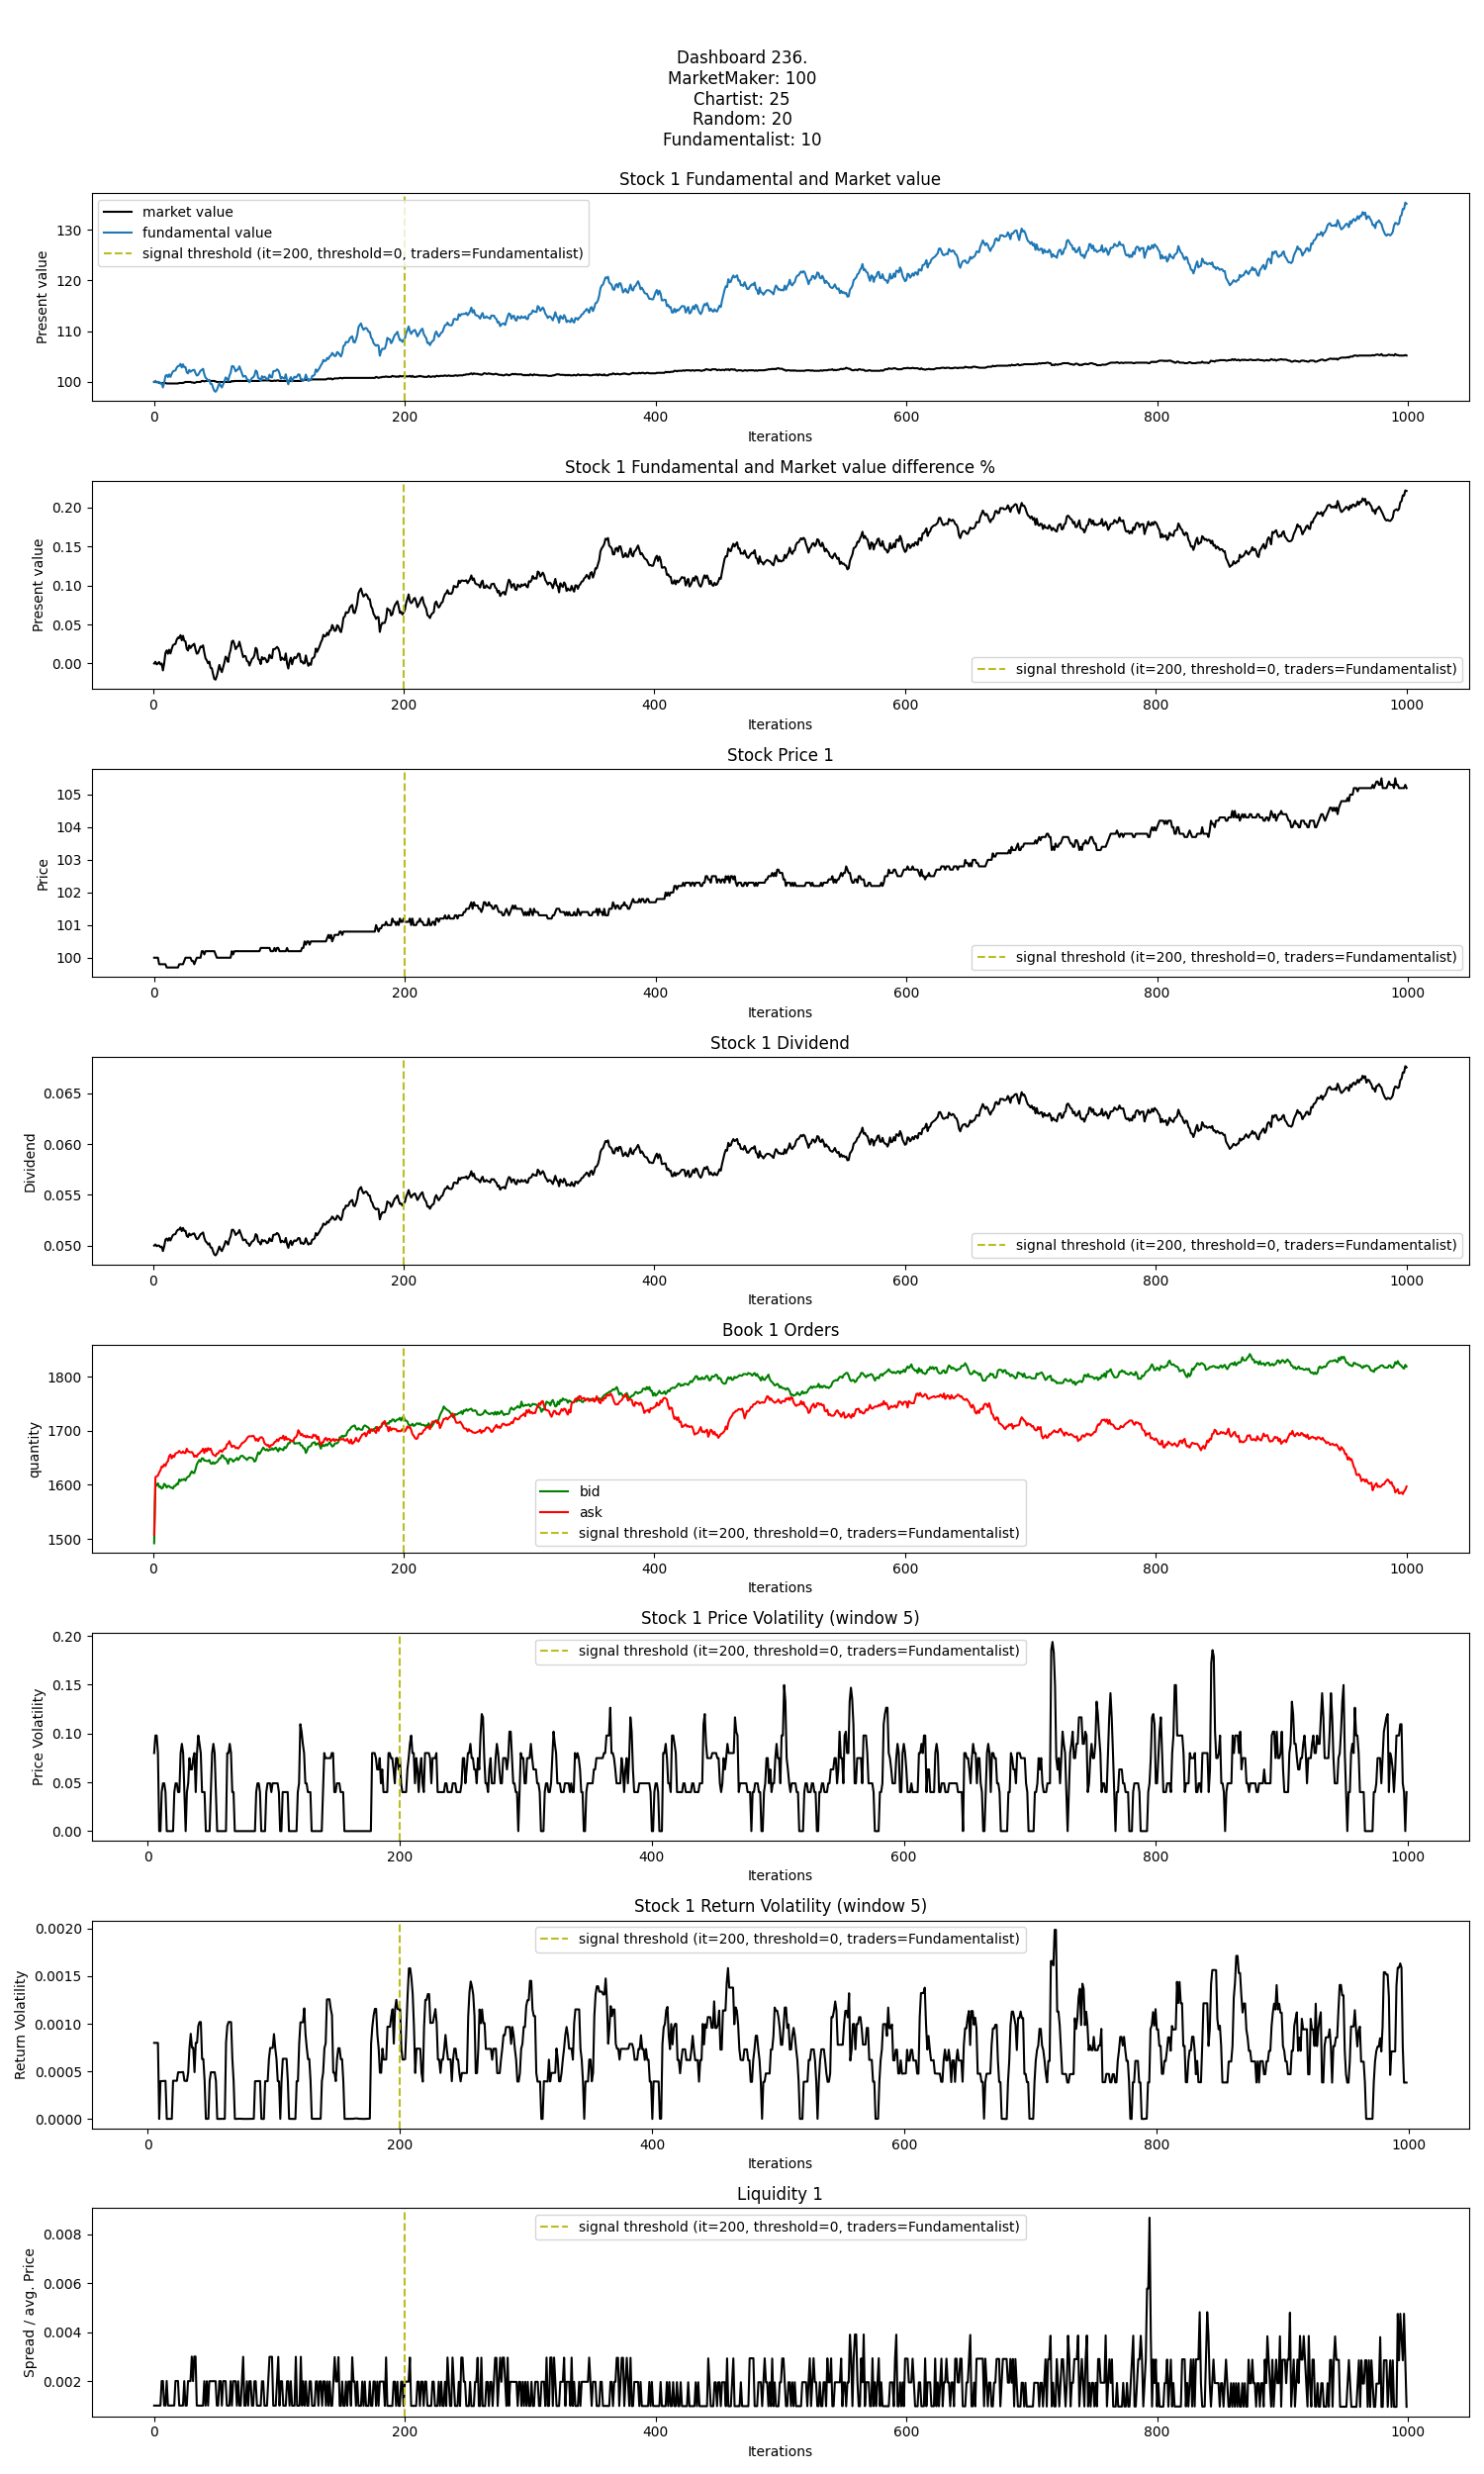 Dashboard 236.
MarketMaker: 100
Chartist: 25
Random: 20
Fundamentalist: 10
Stock 1 Fundamental and Market value
market value
fundamental value
signal threshold (it=200, threshold=0, traders=Fundamentalist)
Present value
130
120
110
100
0 200 400 600 800 1000
Iterations
Stock 1 Fundamental and Market value difference %
Present value
0.20
0.15
0.10
0.05
0.00
signal threshold (it=200, threshold=0, traders=Fundamentalist)
0 200 400 600 800 1000
Iterations
Stock Price 1
Price
105
104
103
102
101
100
signal threshold (it=200, threshold=0, traders=Fundamentalist)
0 200 400 600 800 1000
Iterations
Stock 1 Dividend
Dividend
0.065
0.060
0.055
0.050
signal threshold (it=200, threshold=0, traders=Fundamentalist)
0 200 400 600 800 1000
Iterations
Book 1 Orders
quantity
1800
1700
1600
1500
bid
ask
signal threshold (it=200, threshold=0, traders=Fundamentalist)
0 200 400 600 800 1000
Iterations
Stock 1 Price Volatility (window 5)
signal threshold (it=200, threshold=0, traders=Fundamentalist)
Price Volatility
0.20
0.15
0.10
0.05
0.00
0 200 400 600 800 1000
Iterations
Stock 1 Return Volatility (window 5)
signal threshold (it=200, threshold=0, traders=Fundamentalist)
Return Volatility
0.0020
0.0015
0.0010
0.0005
0.0000
0 200 400 600 800 1000
Iterations
Liquidity 1
signal threshold (it=200, threshold=0, traders=Fundamentalist)
Spread / avg. Price
0.008
0.006
0.004
0.002
0 200 400 600 800 1000
Iterations